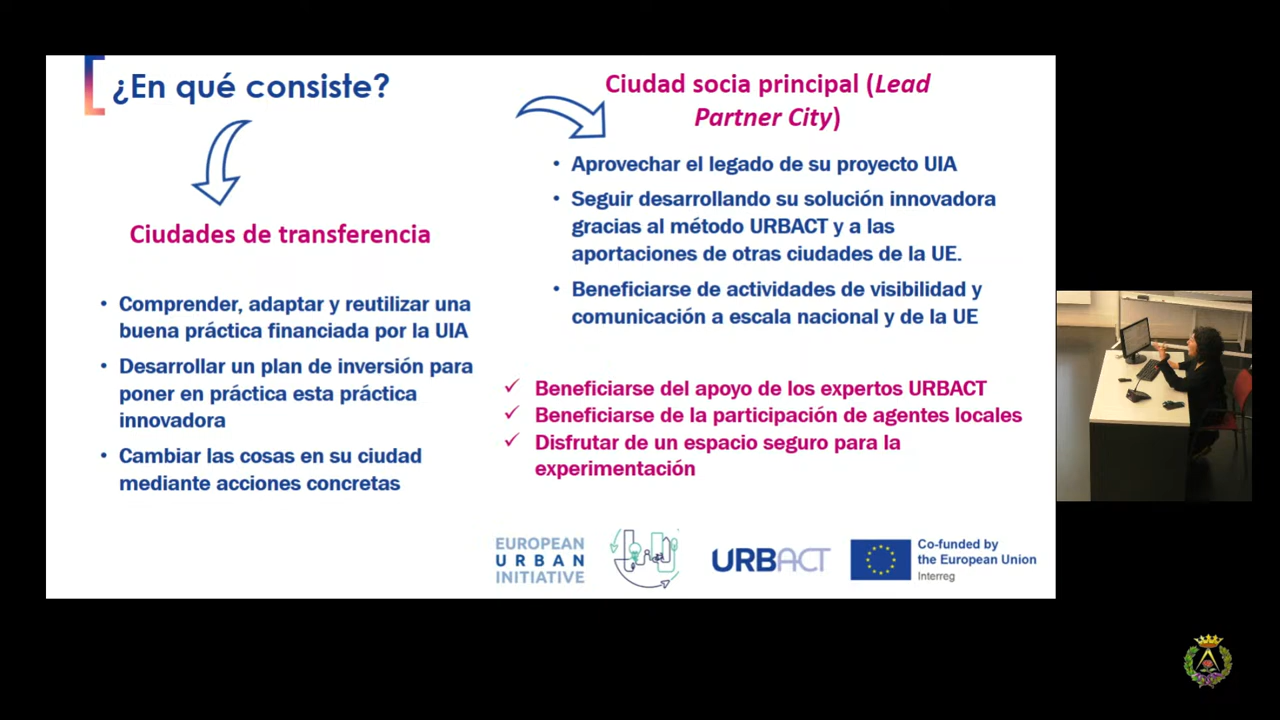 ¿En qué consiste?
Ciudades de transferencia
• Comprender, adaptar y reutilizar una
buena práctica financiada por la UIA
• Desarrollar un plan de inversión para
poner en práctica esta práctica
innovadora
• Cambiar las cosas en su ciudad
mediante acciones concretas
Ciudad socia principal (Lead
Partner City)
• Aprovechar el legado de su proyecto UIA
• Seguir desarrollando su solución innovadora
gracias al método URBACT y a las
aportaciones de otras ciudades de la UE.
• Beneficiarse de actividades de visibilidad y
comunicación a escala nacional y de la UE
✓ Beneficiarse del apoyo de los expertos URBACT
✓ Beneficiarse de la participación de agentes locales
✓ Disfrutar de un espacio seguro para la
experimentación
EUROPEAN
URBAN
INITIATIVE
URBACT
Co-funded by
the European Union
Interreg